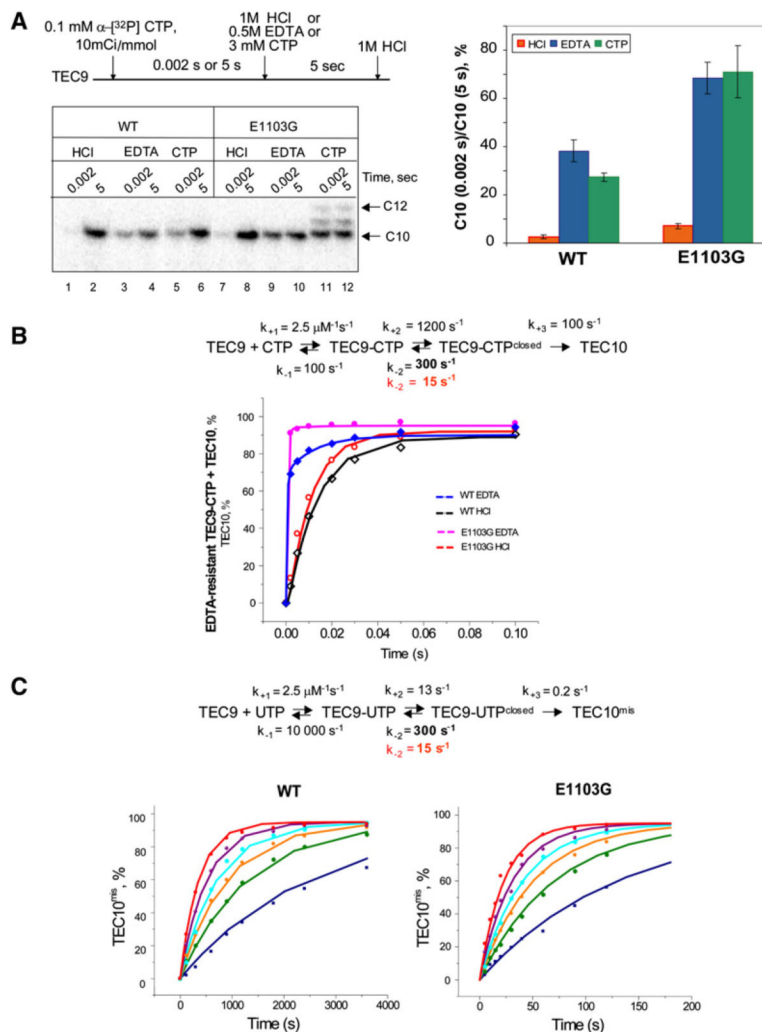 A
0.1 mM α–[³²P] CTP,
10mCi/mmol
1M HCl or
0.5M EDTA or
3 mM CTP
1M HCl
TEC9
0.002 s or 5 s
5 sec
WT
E1103G
HCl
EDTA
CTP
HCl
EDTA
CTP
0.002
5
0.002
5
0.002
5
0.002
5
0.002
5
0.002
5
Time, sec
C12
C10
1 2 3 4 5 6 7 8 9 10 11 12
C10 (0.002 s)/C10 (5 s), %
HCl EDTA CTP
80
60
40
20
0
WT
E1103G
B
k+1 = 2.5 μM⁻¹s⁻¹ k+2 = 1200 s⁻¹ k+3 = 100 s⁻¹
TEC9 + CTP TEC9-CTP TEC9-CTPclosed TEC10
k-1 = 100 s⁻¹ k-2 = 300 s⁻¹
k-2 = 15 s⁻¹
EDTA-resistant TEC9-CTP + TEC10, %
TEC10, %
100
80
60
40
20
0
WT EDTA
WT HCl
E1103G EDTA
E1103G HCl
0.00 0.02 0.04 0.06 0.08 0.10
Time (s)
C
k+1 = 2.5 μM⁻¹s⁻¹ k+2 = 13 s⁻¹ k+3 = 0.2 s⁻¹
TEC9 + UTP TEC9-UTP TEC9-UTPclosed TEC10mis
k-1 = 10 000 s⁻¹ k-2 = 300 s⁻¹
k-2 = 15 s⁻¹
WT
TEC10mis, %
100
80
60
40
20
0
0 1000 2000 3000 4000
Time (s)
E1103G
TEC10mis, %
100
80
60
40
20
0
0 50 100 150 200
Time (s)